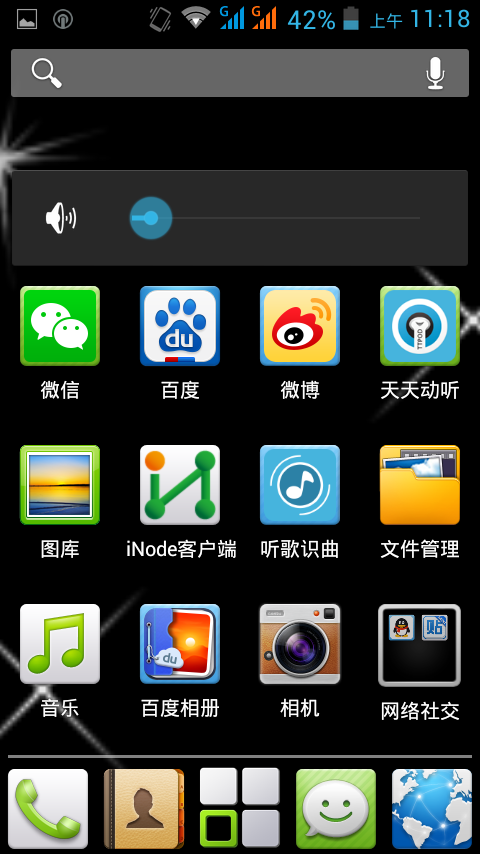 G G 42% 上午 11:18
du TTPOD
微信 百度 微博 天天动听
图库 iNode客户端 听歌识曲 文件管理
du 贴
音乐 百度相册 相机 网络社交